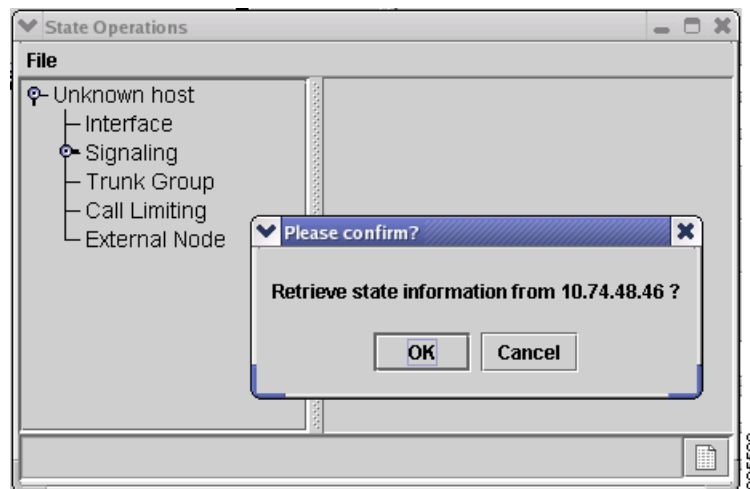 State Operations
File
Unknown host
Interface
Signaling
Trunk Group
Call Limiting
External Node
Please confirm?
Retrieve state information from 10.74.48.46 ?
OK
Cancel